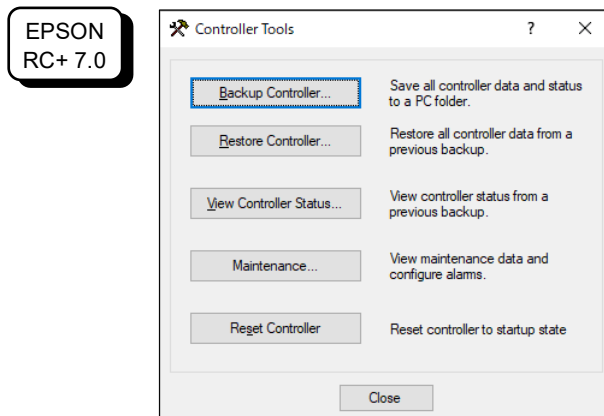 EPSON
RC+ 7.0
Controller Tools
?
Backup Controller...
Save all controller data and status
to a PC folder.
Restore Controller...
Restore all controller data from a
previous backup.
View Controller Status...
View controller status from a
previous backup.
Maintenance...
View maintenance data and
configure alarms.
Reset Controller
Reset controller to startup state
Close